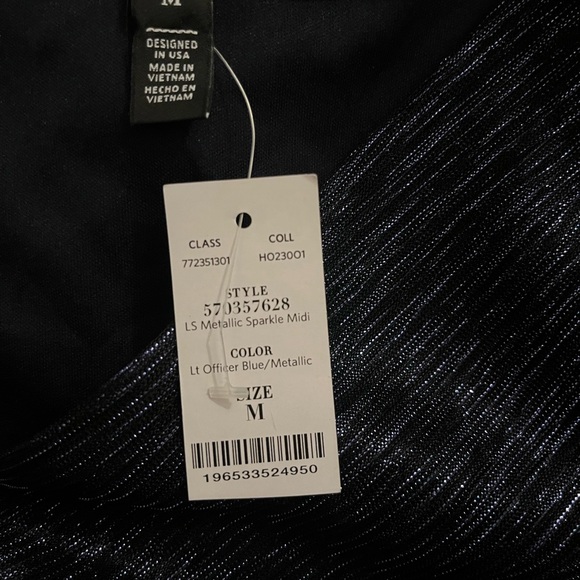 M
DESIGNED
IN USA
MADE IN
VIETNAM
HECHO EN
VIETNAM
CLASS COLL
772351301 HO23OO1
STYLE
570357628
LS Metallic Sparkle Midi
COLOR
Lt Officer Blue/Metallic
SIZE
M
196533524950